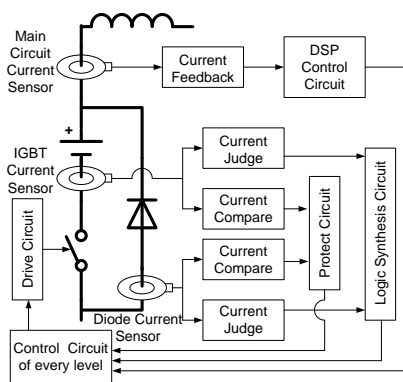 Main
Circuit
Current
Sensor
Current
Feedback
DSP
Control
Circuit
+
IGBT
Current
Sensor
Current
Judge
Current
Compare
Current
Compare
Current
Judge
Protect Circuit
Logic Synthesis Circuit
Drive Circuit
Diode Current
Sensor
Control Circuit
of every level